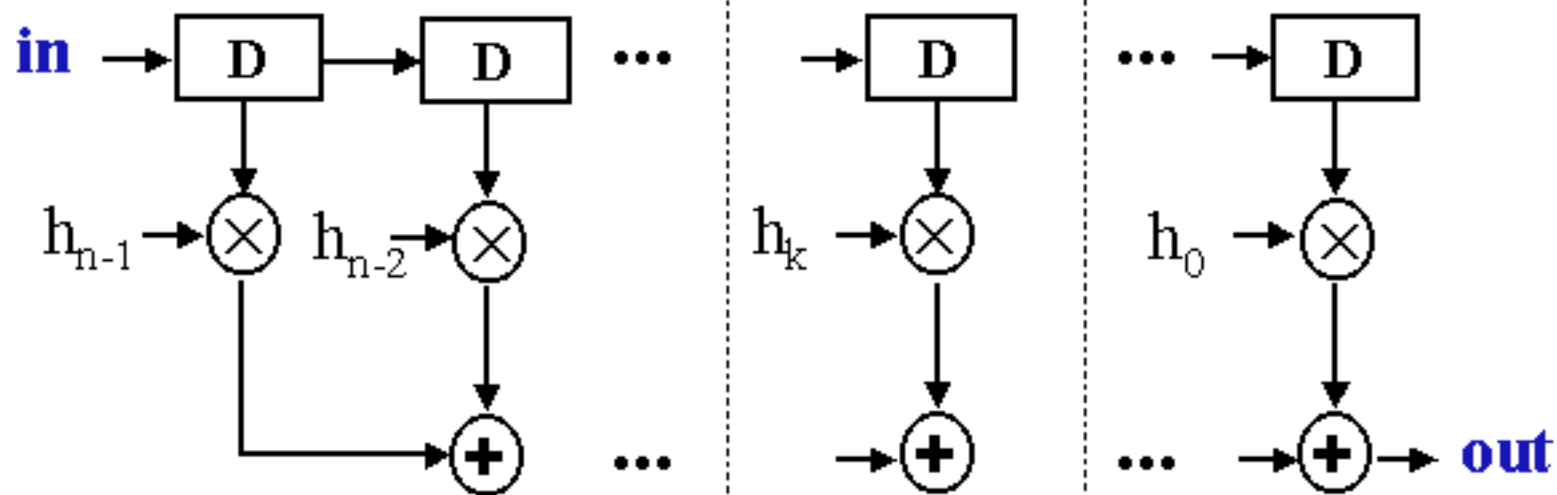 in D D ... D ... D
× × × ×
h_{n-1} h_{n-2} h_k h_0
+ ... + ... + out